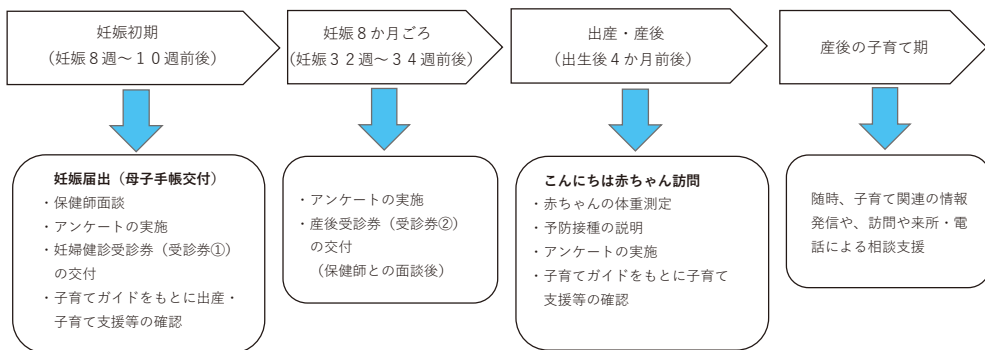 妊娠初期
(妊娠８週～１０週前後)
妊娠８か月ごろ
(妊娠３２週～３４週前後)
出産・産後
(出生後４か月前後)
産後の子育て期
妊娠届出（母子手帳交付）
・保健師面談
・アンケートの実施
・妊婦健診受診券（受診券①）
の交付
・子育てガイドをもとに出産・
子育て支援等の確認
・アンケートの実施
・産後受診券（受診券②）
の交付
（保健師との面談後）
こんにちは赤ちゃん訪問
・赤ちゃんの体重測定
・予防接種の説明
・アンケートの実施
・子育てガイドをもとに子育て
支援等の確認
随時、子育て関連の情報
発信や、訪問や来所・電
話による相談支援